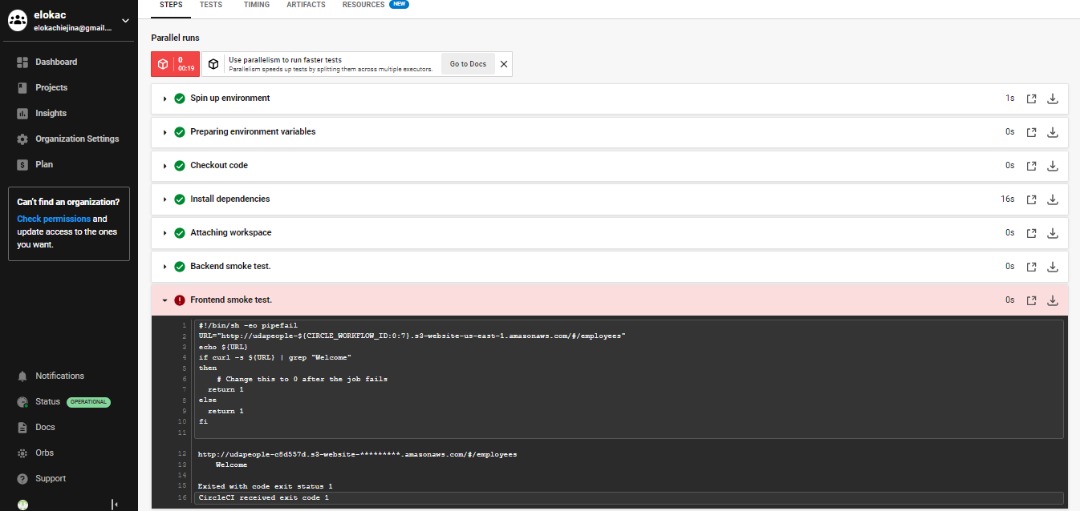 elokac
elokachiejina@gmail....
Dashboard
Projects
Insights
Organization Settings
Plan
Can't find an organization?
Check permissions and
update access to the ones
you want.
Notifications
Status OPERATIONAL
Docs
Orbs
Support
STEPS TESTS TIMING ARTIFACTS RESOURCES NEW
Parallel runs
0
00:19
Use parallelism to run faster tests
Parallelism speeds up tests by splitting them across multiple executors.
Go to Docs
Spin up environment 1s
Preparing environment variables 0s
Checkout code 0s
Install dependencies 16s
Attaching workspace 0s
Backend smoke test. 0s
Frontend smoke test. 0s
1 #!/bin/sh -eo pipefail
2 URL="http://udapeople-${CIRCLE_WORKFLOW_ID:0:7}.s3-website-us-east-1.amazonaws.com/#/employees"
3 echo ${URL}
4 if curl -s ${URL} | grep "Welcome"
5 then
6 # Change this to 0 after the job fails
7 return 1
8 else
9 return 1
10 fi
11
12 http://udapeople-c8d557d.s3-website-*********.amazonaws.com/#/employees
13 Welcome
14
15 Exited with code exit status 1
16 CircleCI received exit code 1